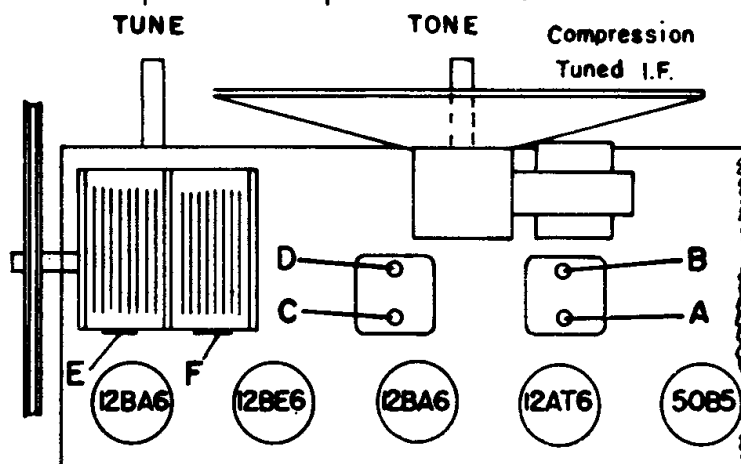 TUNE
TONE
Compression
Tuned I.F.
D
B
C
A
E
F
12BA6
12BE6
12BA6
12AT6
50B5